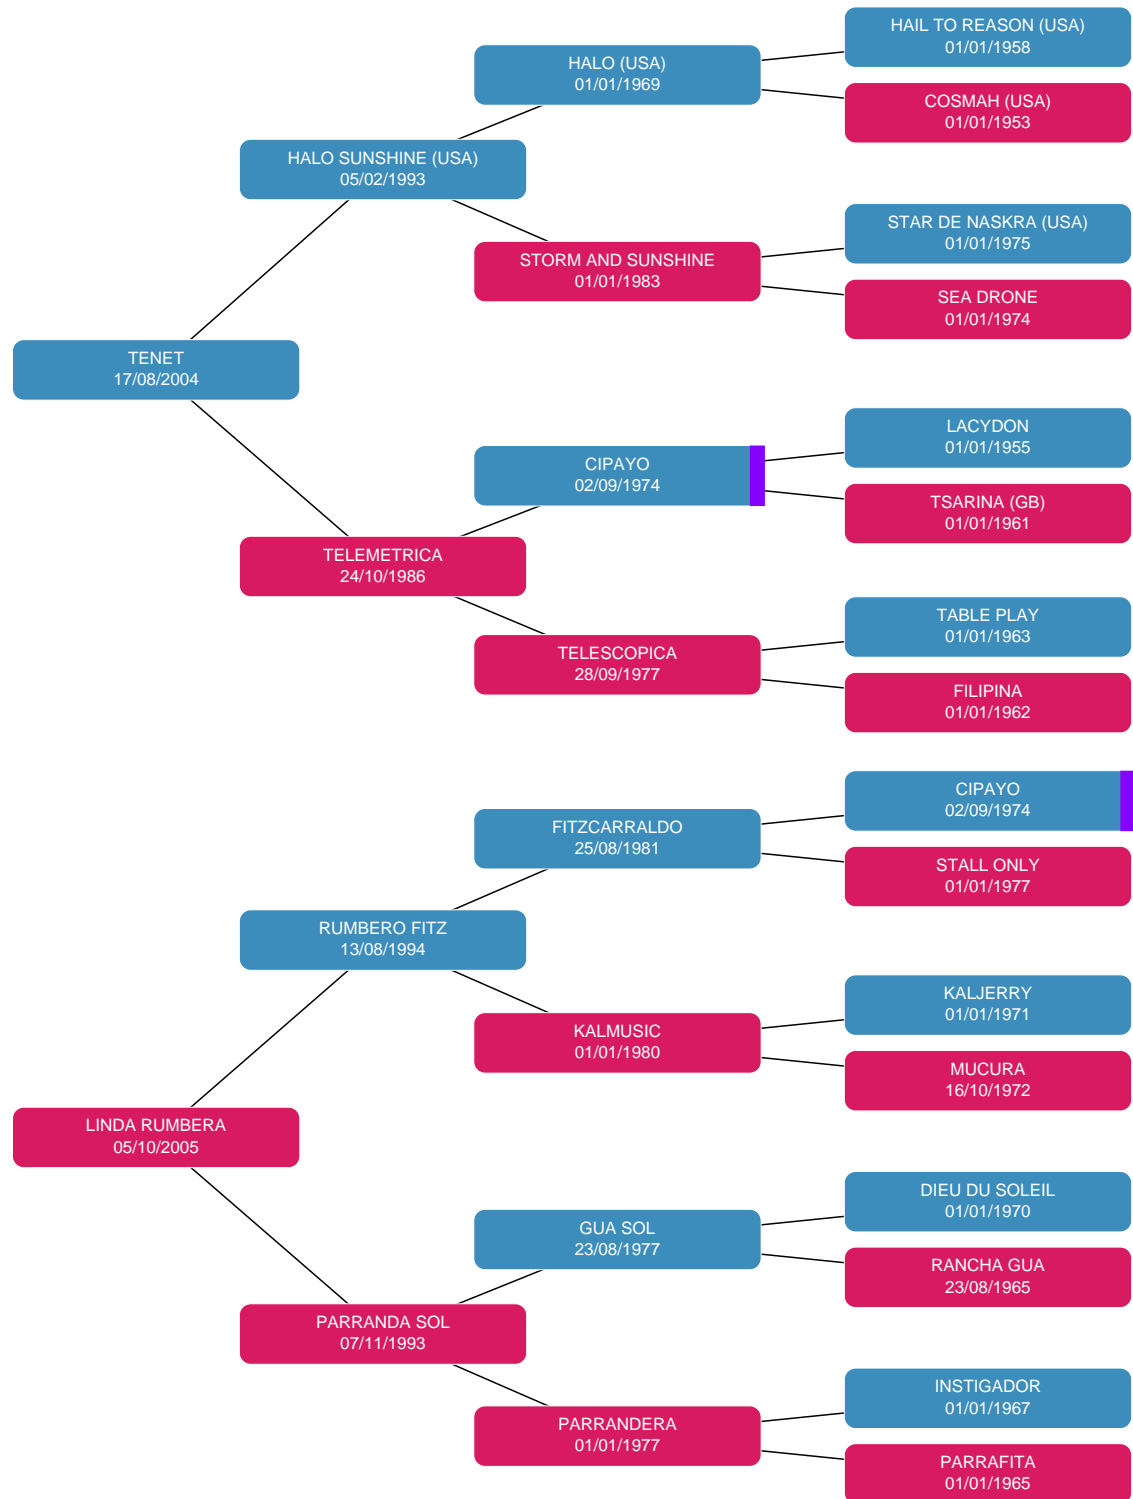 HAIL TO REASON (USA)
01/01/1958
HALO (USA)
01/01/1969
COSMAH (USA)
01/01/1953
HALO SUNSHINE (USA)
05/02/1993
STAR DE NASKRA (USA)
01/01/1975
STORM AND SUNSHINE
01/01/1983
SEA DRONE
01/01/1974
TENET
17/08/2004
LACYDON
01/01/1955
CIPAYO
02/09/1974
TSARINA (GB)
01/01/1961
TELEMETRICA
24/10/1986
TABLE PLAY
01/01/1963
TELESCOPICA
28/09/1977
FILIPINA
01/01/1962
CIPAYO
02/09/1974
FITZCARRALDO
25/08/1981
STALL ONLY
01/01/1977
RUMBERO FITZ
13/08/1994
KALJERRY
01/01/1971
KALMUSIC
01/01/1980
MUCURA
16/10/1972
LINDA RUMBERA
05/10/2005
DIEU DU SOLEIL
01/01/1970
GUA SOL
23/08/1977
RANCHA GUA
23/08/1965
PARRANDA SOL
07/11/1993
INSTIGADOR
01/01/1967
PARRANDERA
01/01/1977
PARRAFITA
01/01/1965